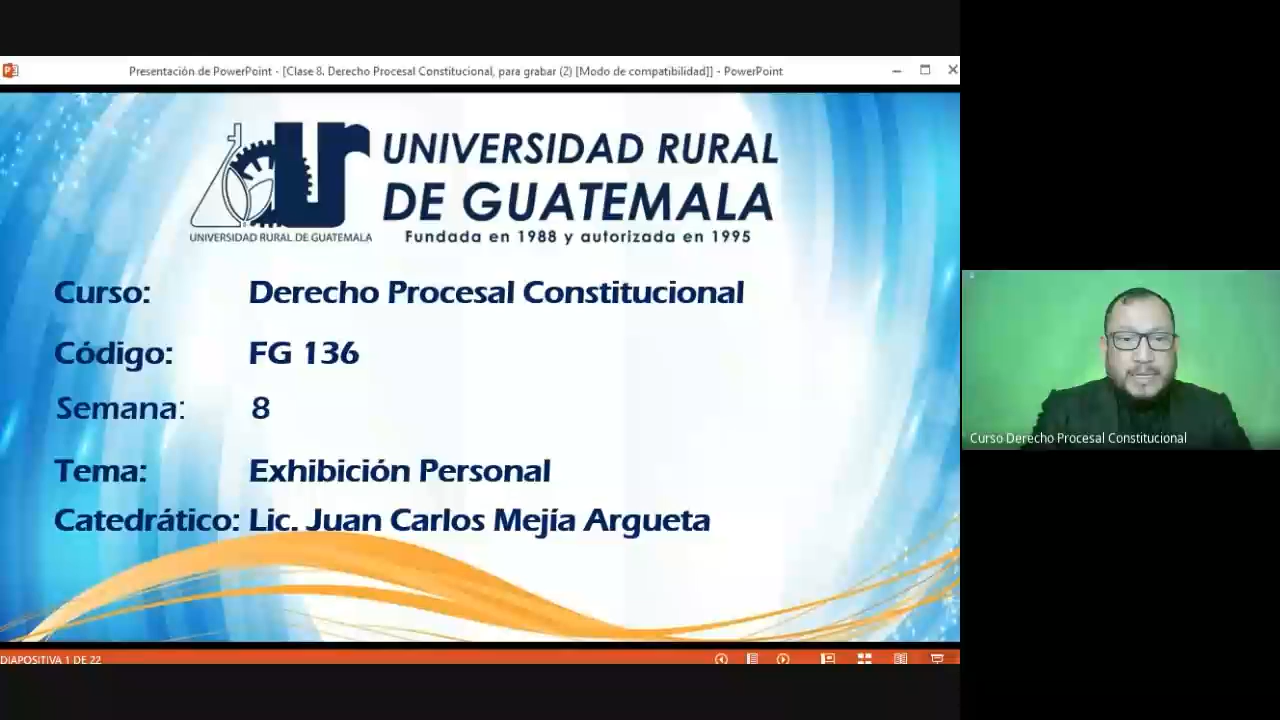 Presentación de PowerPoint - [Clase 8. Derecho Procesal Constitucional, para grabar (2) [Modo de compatibilidad]] - PowerPoint
UNIVERSIDAD RURAL
DE GUATEMALA
UNIVERSIDAD RURAL DE GUATEMALA
Fundada en 1988 y autorizada en 1995
Curso: Derecho Procesal Constitucional
Código: FG 136
Semana: 8
Tema: Exhibición Personal
Catedrático: Lic. Juan Carlos Mejía Argueta
Curso Derecho Procesal Constitucional
DIAPOSITIVA 1 DE 22